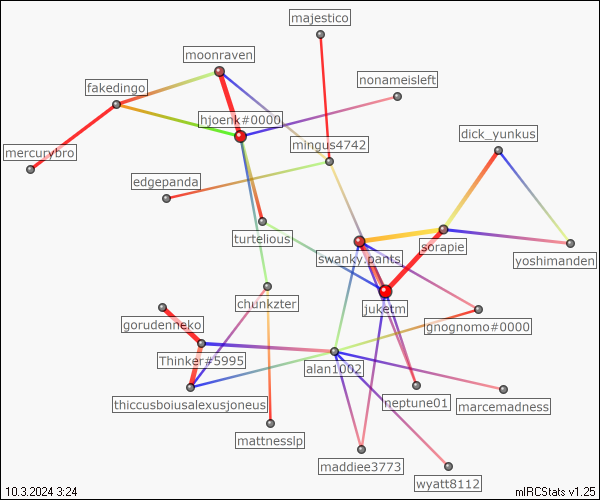 majestico
moonraven
nonameisleft
fakedingo
hjoenk#0000
dick_yunkus
mingus4742
mercurybro
edgepanda
turtelious
sorapie
swanky.pants
yoshimanden
chunkzter
juketm
gorudenneko
gnognomo#0000
Thinker#5995
alan1002
thiccusboiusalexusjoneus
neptune01
marcemadness
mattnesslp
maddiee3773
wyatt8112
10.3.2024 3:24
mIRCStats v1.25